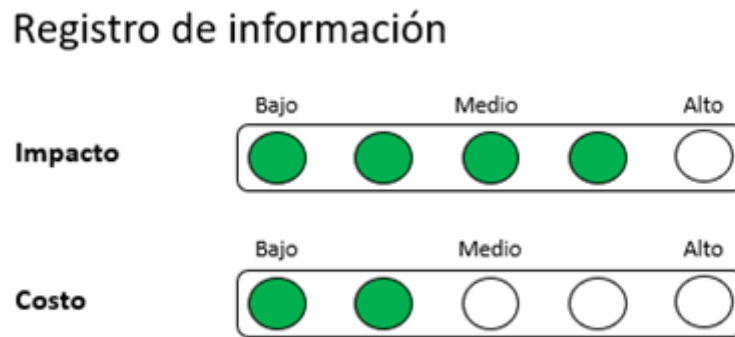 Registro de información
Bajo Medio Alto
Impacto
Bajo Medio Alto
Costo